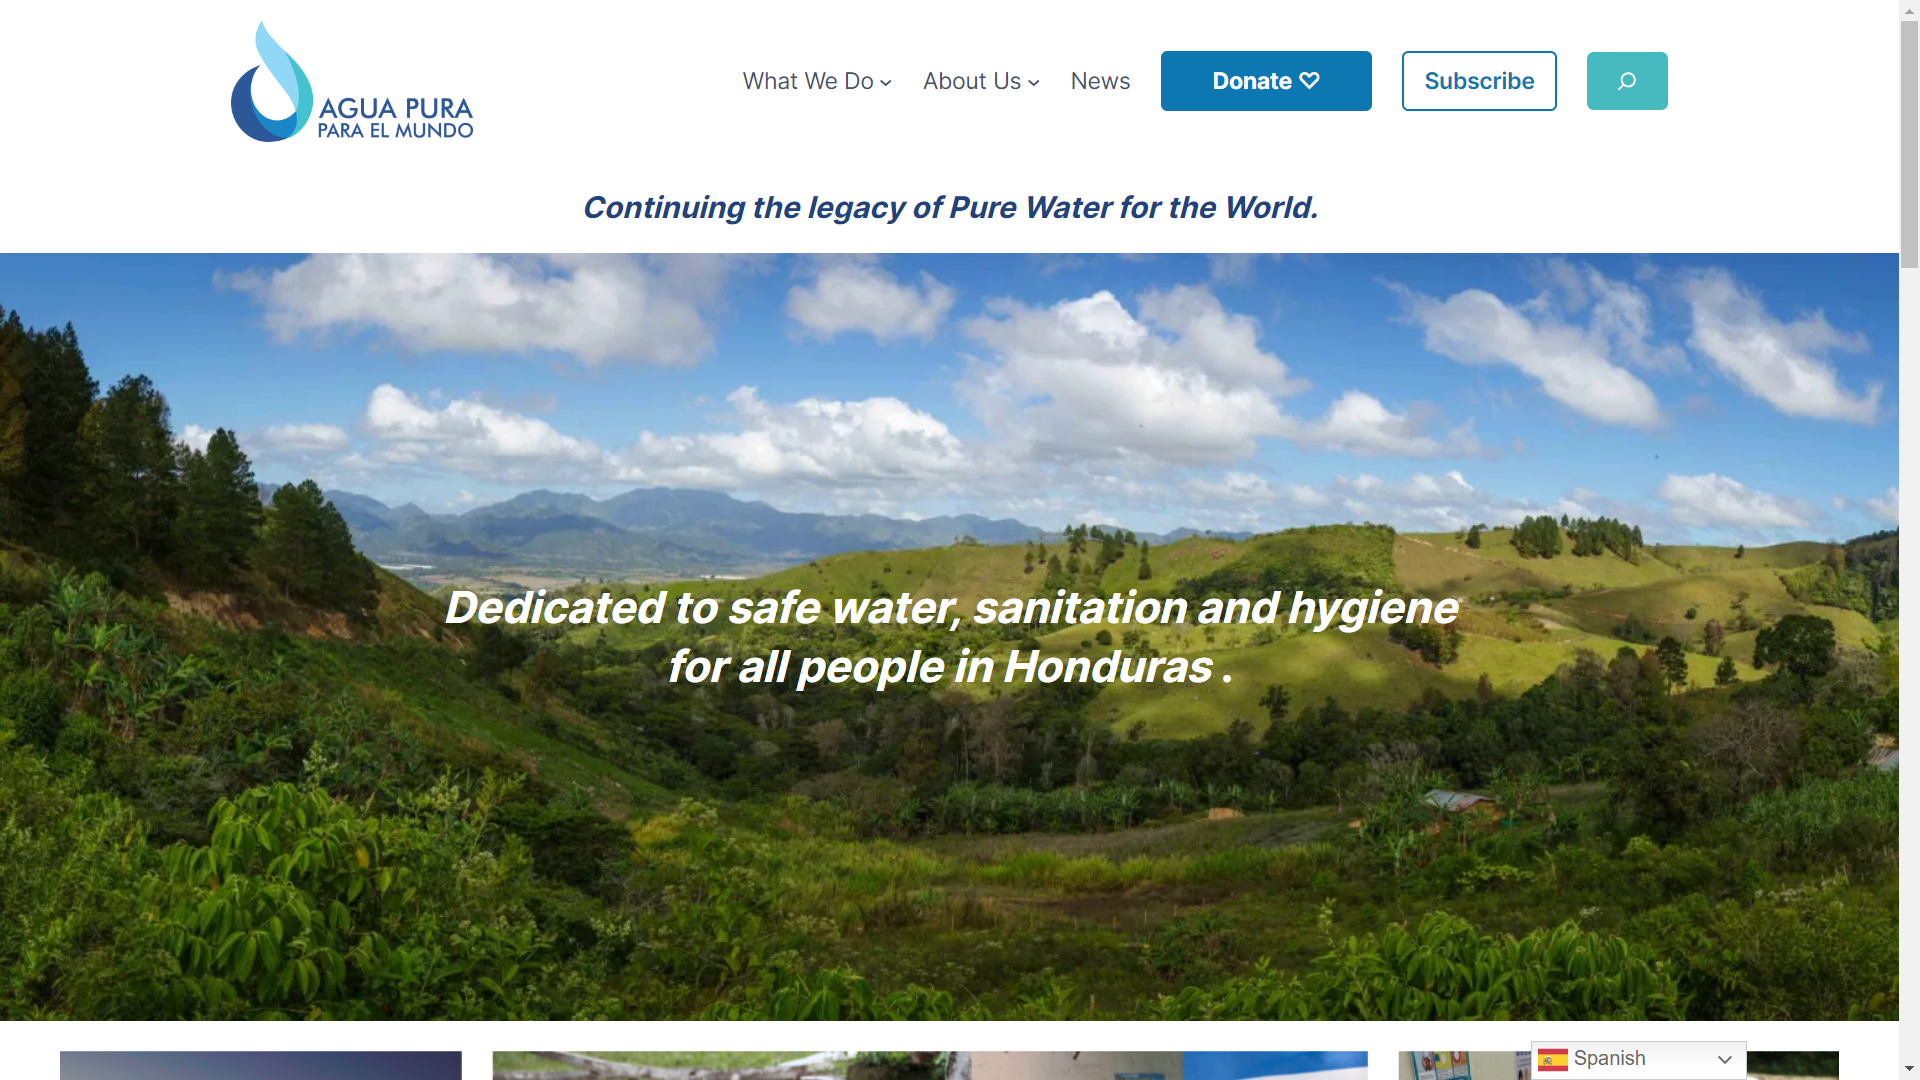 AGUA PURA
PARA EL MUNDO
What We Do
About Us
News
Donate ♡
Subscribe
Continuing the legacy of Pure Water for the World.
Dedicated to safe water, sanitation and hygiene
for all people in Honduras .
Spanish